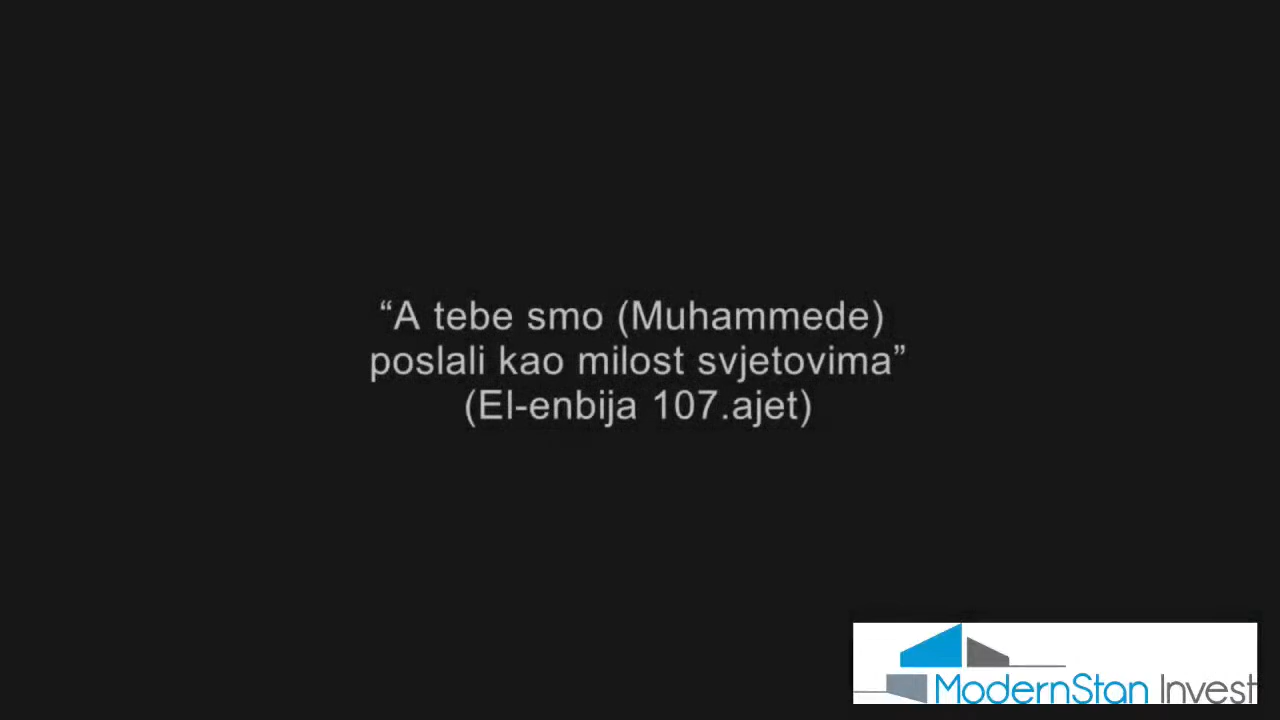 “A tebe smo (Muhammede)
poslali kao milost svjetovima”
(El-enbija 107.ajet)
ModernStan Invest